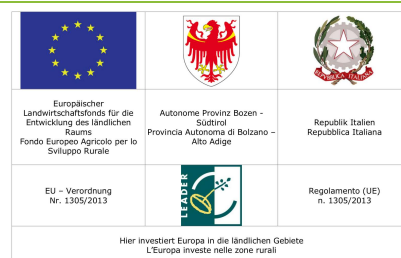 REPVBBLICA ITALIANA
Europäischer
Landwirtschaftsfonds für die
Entwicklung des ländlichen
Raums
Fondo Europeo Agricolo per lo
Sviluppo Rurale
Autonome Provinz Bozen -
Südtirol
Provincia Autonoma di Bolzano –
Alto Adige
Republik Italien
Repubblica Italiana
EU – Verordnung
Nr. 1305/2013
LEADER
Regolamento (UE)
n. 1305/2013
Hier investiert Europa in die ländlichen Gebiete
L'Europa investe nelle zone rurali